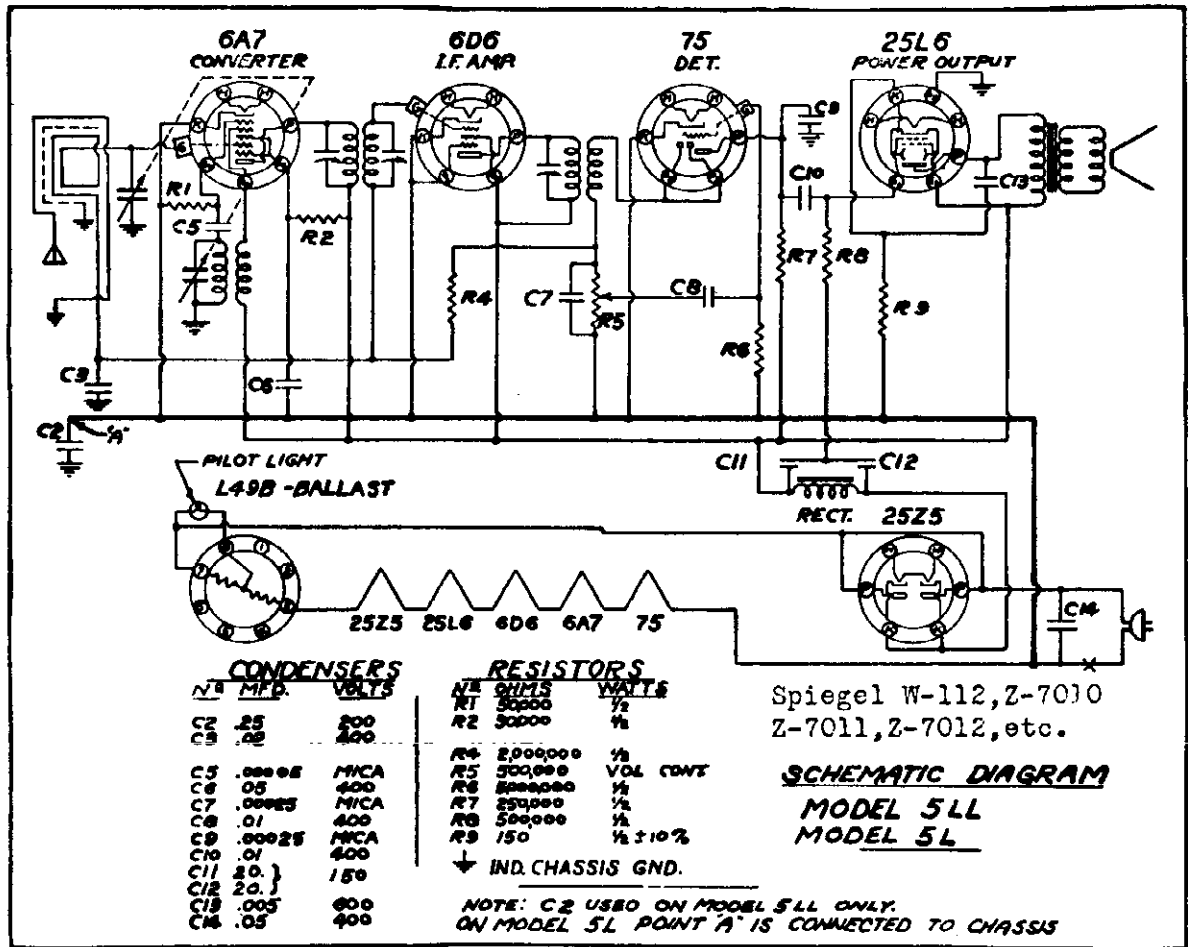 6A7
CONVERTER
6D6
I.F. AMP.
75
DET.
25L6
POWER OUTPUT
R1
C5
R2
R4
C7
R5
C8
R6
C9
C10
R7
R8
C13
R9
C3
C6
C2
"A"
C11
C12
PILOT LIGHT
L49B - BALLAST
RECT. 25Z5
C14
25Z5 25L6 6D6 6A7 75
CONDENSERS
Nº MFD. VOLTS
C2 .25 200
C3 400
C5 MICA
C6 .05 400
C7 .00025 MICA
C8 .01 400
C9 .00025 MICA
C10 .01 400
C11 20. } 150
C12 20. }
C13 .005 600
C14 .05 400
RESISTORS
Nº OHMS WATTS
R1 50,000 ½
R2 ½
R4 2,000,000 ½
R5 500,000 VOL CONT
R6 ½
R7 250,000 ½
R8 500,000 ½
R9 150 ½ ±10%
IND. CHASSIS GND.
Spiegel W-112,Z-7010
Z-7011,Z-7012,etc.
SCHEMATIC DIAGRAM
MODEL 5LL
MODEL 5L
NOTE: C2 USED ON MODEL 5LL ONLY.
ON MODEL 5L POINT "A" IS CONNECTED TO CHASSIS